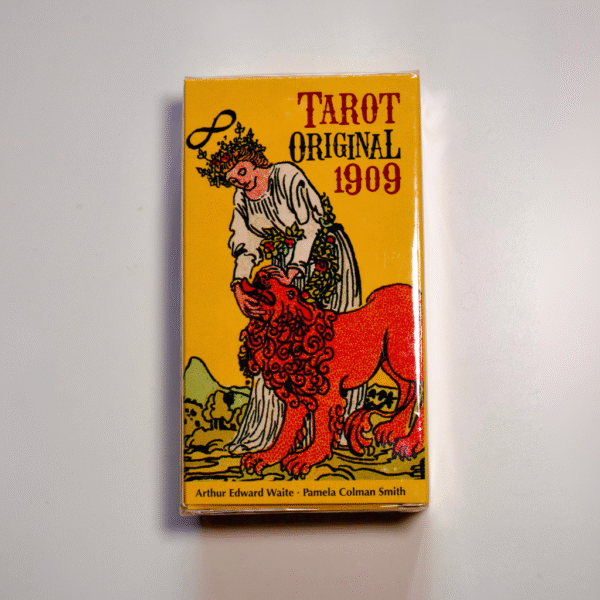 TAROT
ORIGINAL
1909
Arthur Edward Waite · Pamela Colman Smith